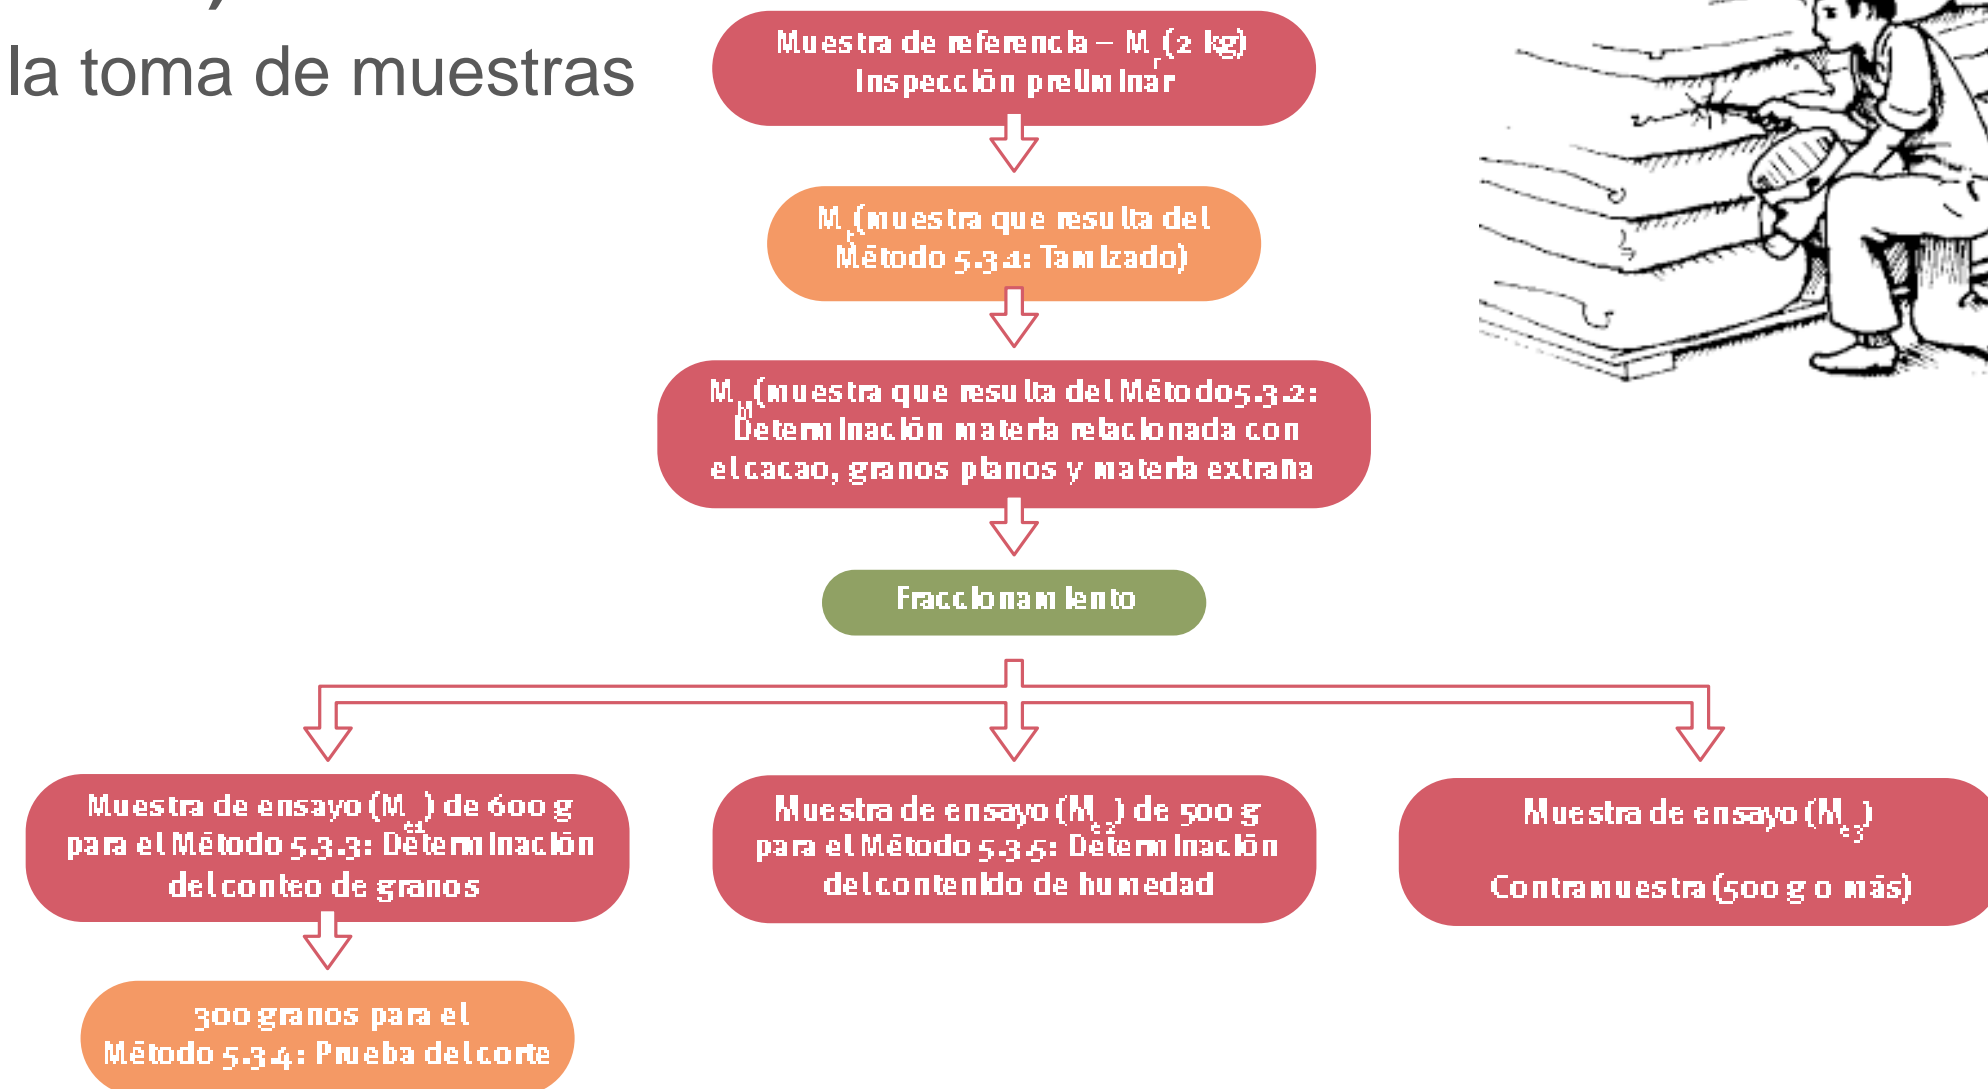 la toma de muestras
Muestra de referencia – Mr (2 kg)
Inspección preliminar
Mt (muestra que resulta del
Método 5.3.1: Tamizado)
MM (muestra que resulta del Método5.3.2:
Determinación materia relacionada con
el cacao, granos planos y materia extraña
Fraccionamiento
Muestra de ensayo (Me1) de 600 g
para el Método 5.3.3: Determinación
del conteo de granos
Muestra de ensayo (Me2) de 500 g
para el Método 5.3.5: Determinación
del contenido de humedad
Muestra de ensayo (Me3)
Contramuestra (500 g o más)
300 granos para el
Método 5.3.4: Prueba del corte